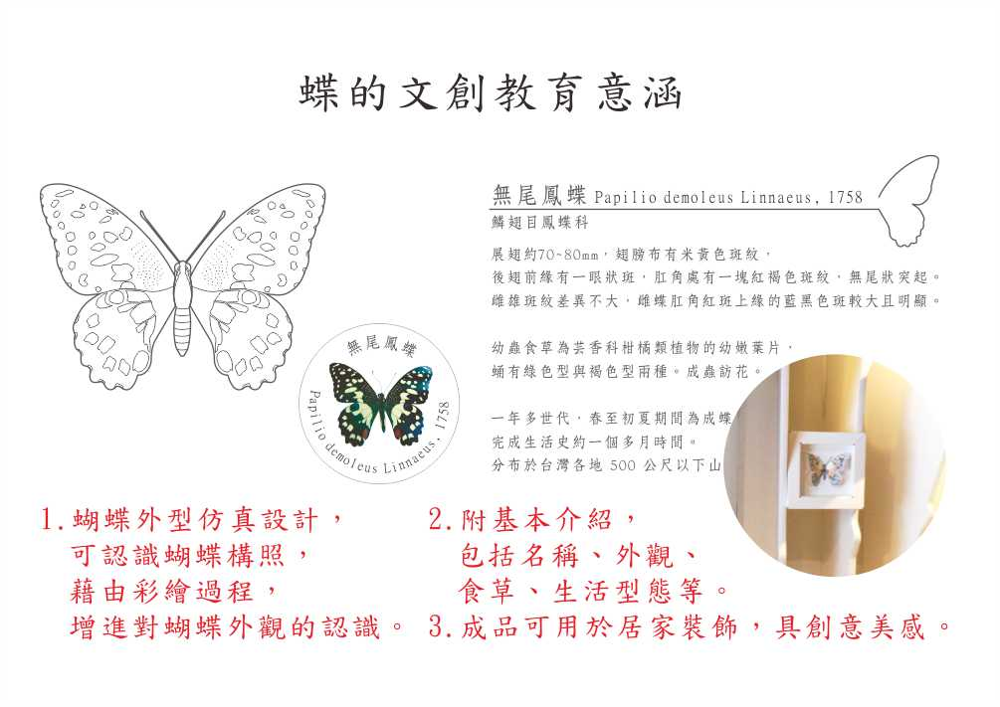 蝶的文創教育意涵
無尾鳳蝶 Papilio demoleus Linnaeus, 1758
鱗翅目鳳蝶科
展翅約70~80mm，翅膀布有米黃色斑紋，
後翅前緣有一眼狀斑，肛角處有一塊紅褐色斑紋，無尾狀突起。
雌雄斑紋差異不大，雌蝶肛角紅斑上緣的藍黑色斑較大且明顯。
幼蟲食草為芸香科柑橘類植物的幼嫩葉片，
蛹有綠色型與褐色型兩種。成蟲訪花。
一年多世代，春至初夏期間為成蝶
完成生活史約一個多月時間。
分布於台灣各地 500 公尺以下山
無尾鳳蝶
Papilio demoleus Linnaeus, 1758
1.蝴蝶外型仿真設計，
可認識蝴蝶構照，
藉由彩繪過程，
增進對蝴蝶外觀的認識。
2.附基本介紹，
包括名稱、外觀、
食草、生活型態等。
3.成品可用於居家裝飾，具創意美感。